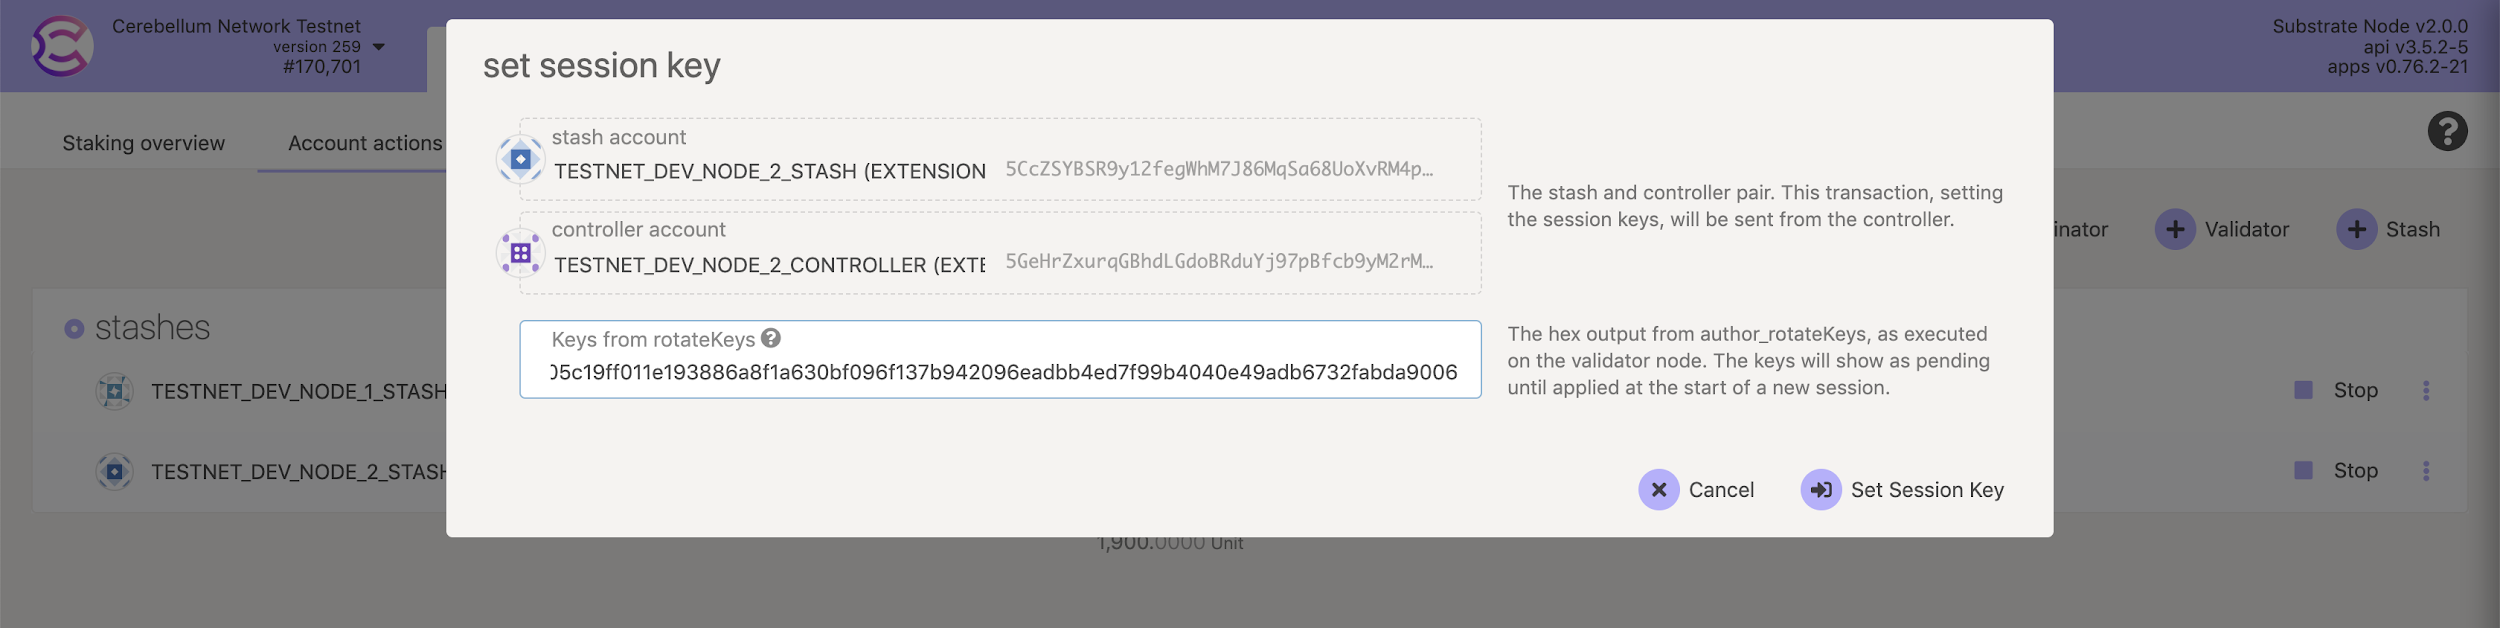 Cerebellum Network Testnet
version 259
#170,701
Substrate Node v2.0.0
api v3.5.2-5
apps v0.76.2-21
Staking overview
Account actions
set session key
stash account
TESTNET_DEV_NODE_2_STASH (EXTENSION
5CcZSYBSR9y12fegWhM7J86MqSa68UoXvRM4p…
The stash and controller pair. This transaction, setting
the session keys, will be sent from the controller.
controller account
TESTNET_DEV_NODE_2_CONTROLLER (EXTE
5GeHrZxurqGBhdLGdoBRduYj97pBfcb9yM2rM…
inator
Validator
Stash
Keys from rotateKeys
05c19ff011e193886a8f1a630bf096f137b942096eadbb4ed7f99b4040e49adb6732fabda9006
The hex output from author_rotateKeys, as executed
on the validator node. The keys will show as pending
until applied at the start of a new session.
Cancel
Set Session Key
stashes
TESTNET_DEV_NODE_1_STASH
Stop
TESTNET_DEV_NODE_2_STASH
Stop
1,900.0000 Unit